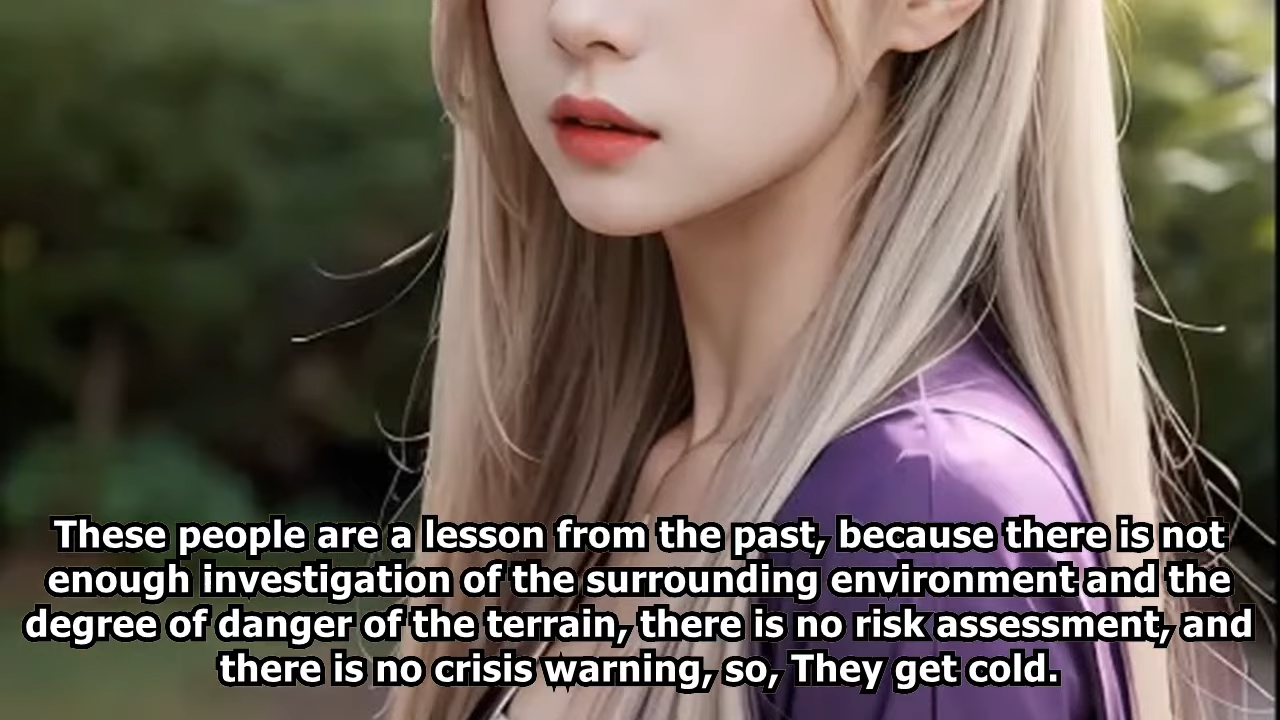 These people are a lesson from the past, because there is not
enough investigation of the surrounding environment and the
degree of danger of the terrain, there is no risk assessment, and
there is no crisis warning, so, They get cold.